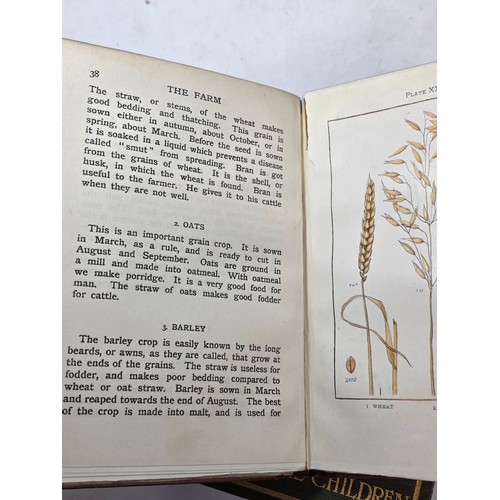 38
THE FARM
The straw, or stems, of the wheat makes
good bedding and thatching. This grain is
sown either in autumn, about October, or in
spring, about March. Before the seed is sown
it is soaked in a liquid which prevents a disease
called "smut" from spreading. Bran is got
from the grains of wheat. It is the shell, or
husk, in which the wheat is found. Bran is
useful to the farmer. He gives it to his cattle
when they are not well.
2. OATS
This is an important grain crop. It is sown
in March, as a rule, and is ready to cut in
August and September. Oats are ground in
a mill and made into oatmeal. With oatmeal
we make porridge. It is a very good food for
man. The straw of oats makes good fodder
for cattle.
3. BARLEY
The barley crop is easily known by the long
beards, or awns, as they are called, that grow at
the ends of the grains. The straw is useless for
fodder, and makes poor bedding compared to
wheat or oat straw. Barley is sown in March
and reaped towards the end of August. The best
of the crop is made into malt, and is used for
PLATE XX
SEED
1 WHEAT
CHILDREN